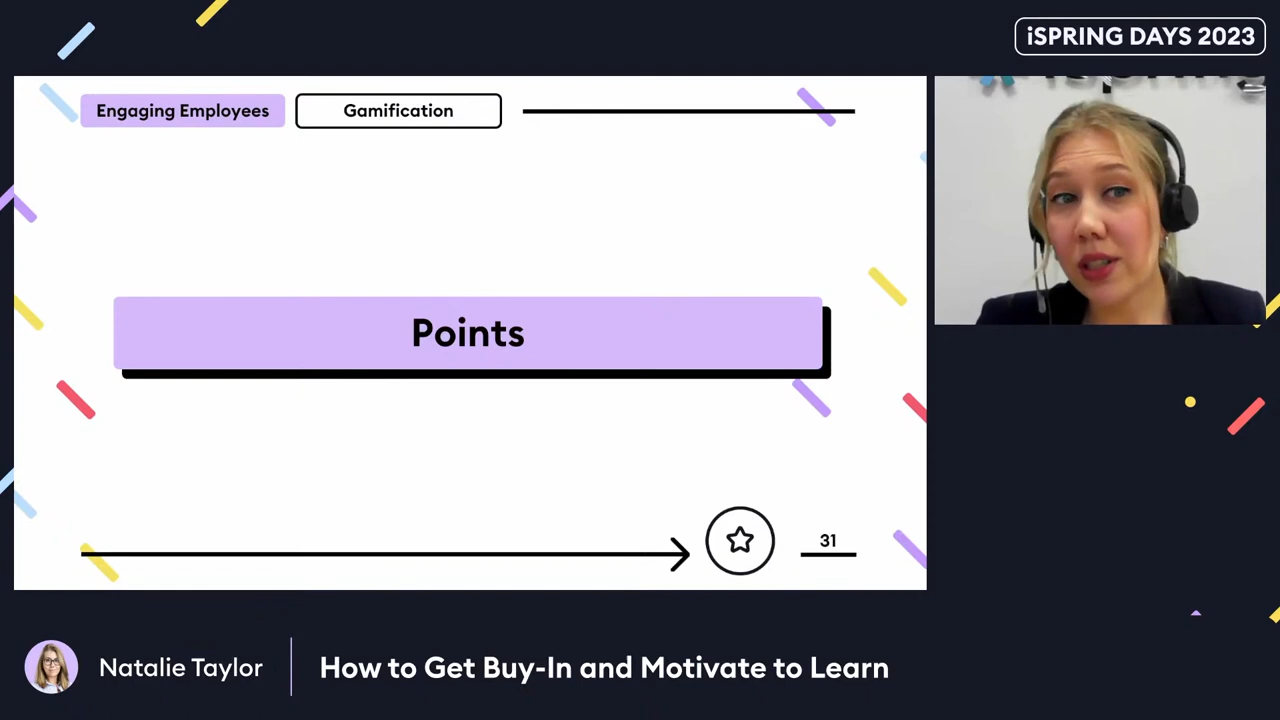 iSPRING DAYS 2023
Engaging Employees
Gamification
Points
31
Natalie Taylor
How to Get Buy-In and Motivate to Learn